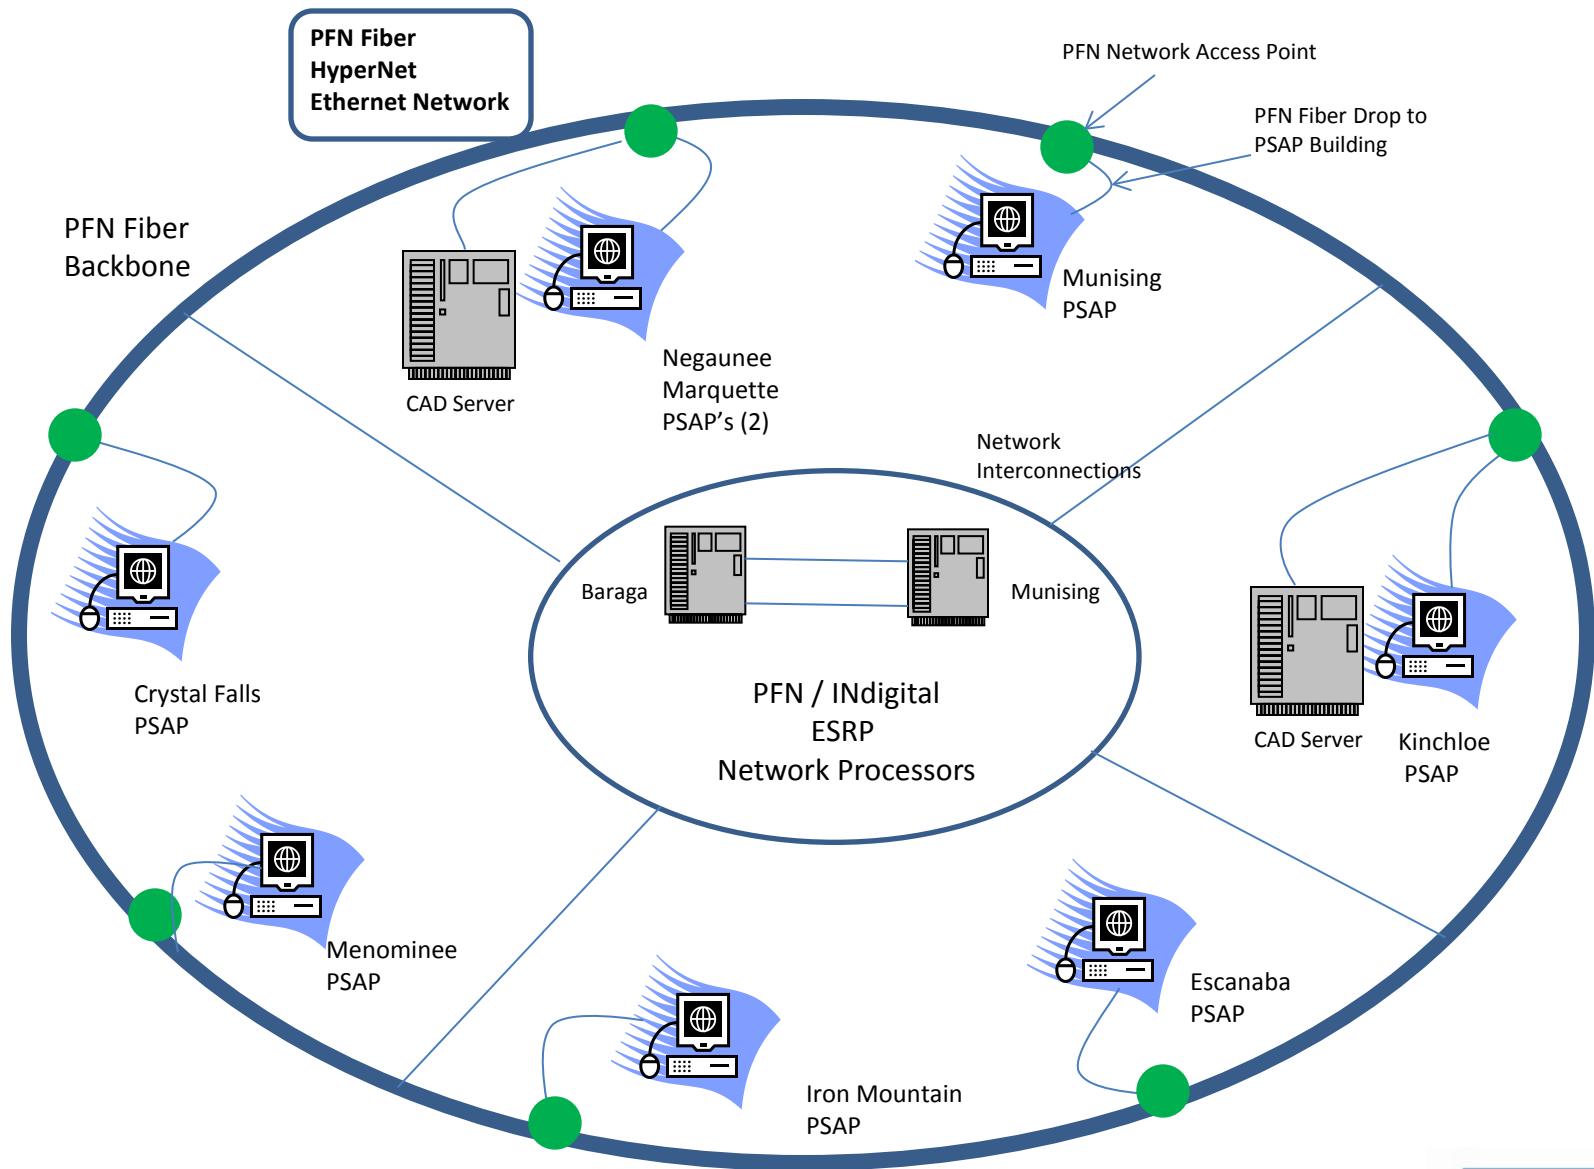 PFN Fiber
HyperNet
Ethernet Network
PFN Network Access Point
PFN Fiber Drop to
PSAP Building
PFN Fiber
Backbone
Munising
PSAP
Negaunee
Marquette
PSAP's (2)
CAD Server
Network
Interconnections
Baraga
Munising
PFN / INdigital
ESRP
Network Processors
Crystal Falls
PSAP
CAD Server
Kinchloe
PSAP
Menominee
PSAP
Escanaba
PSAP
Iron Mountain
PSAP